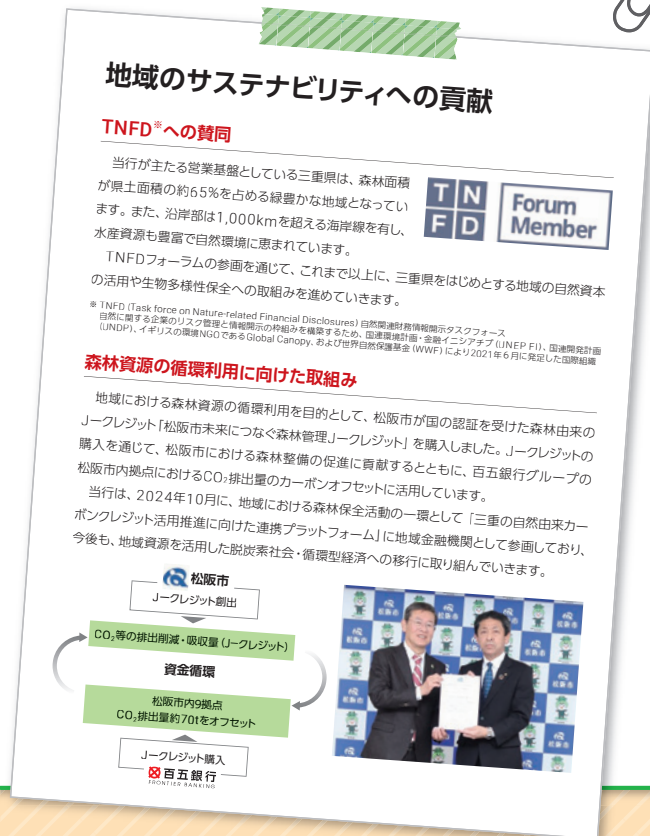 地域のサステナビリティへの貢献
TNFD※への賛同
当行が主たる営業基盤としている三重県は、森林面積
が県土面積の約65%を占める緑豊かな地域となってい
ます。また、沿岸部は1,000kmを超える海岸線を有し、
水産資源も豊富で自然環境に恵まれています。
TNFDフォーラムの参画を通じて、これまで以上に、三重県をはじめとする地域の自然資本
の活用や生物多様性保全への取組みを進めていきます。
TN
FD
Forum
Member
※ TNFD (Task force on Nature-related Financial Disclosures) 自然関連財務情報開示タスクフォース
自然に関する企業のリスク管理と情報開示の枠組みを構築するため、国連環境計画・金融イニシアチブ (UNEP FI)、国連開発計画
(UNDP)、イギリスの環境NGOであるGlobal Canopy、および世界自然保護基金 (WWF) により2021年6月に発足した国際組織
森林資源の循環利用に向けた取組み
地域における森林資源の循環利用を目的として、松阪市が国の認証を受けた森林由来の
J-クレジット「松阪市未来につなぐ森林管理J-クレジット」を購入しました。J-クレジットの
購入を通じて、松阪市における森林整備の促進に貢献するとともに、百五銀行グループの
松阪市内拠点におけるCO₂排出量のカーボンオフセットに活用しています。
当行は、2024年10月に、地域における森林保全活動の一環として「三重の自然由来カー
ボンクレジット活用推進に向けた連携プラットフォーム」に地域金融機関として参画しており、
今後も、地域資源を活用した脱炭素社会・循環型経済への移行に取り組んでいきます。
松阪市
J-クレジット創出
CO₂等の排出削減・吸収量 (J-クレジット)
資金循環
松阪市内9拠点
CO₂排出量約70tをオフセット
J-クレジット購入
百五銀行
FRONTIER BANKING
松阪市
松阪市
松阪市
松阪市